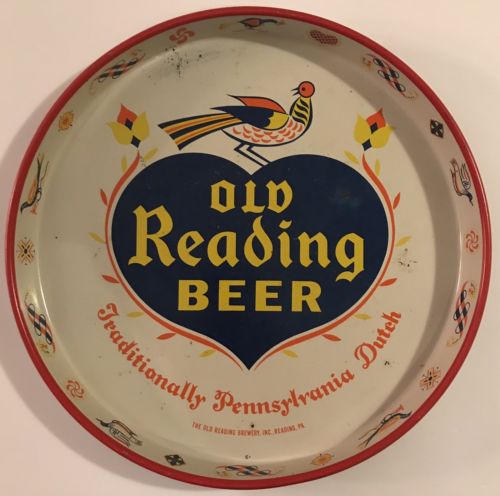 OLD
Reading
BEER
Traditionally Pennsylvania Dutch
THE OLD READING BREWERY, INC., READING, PA.